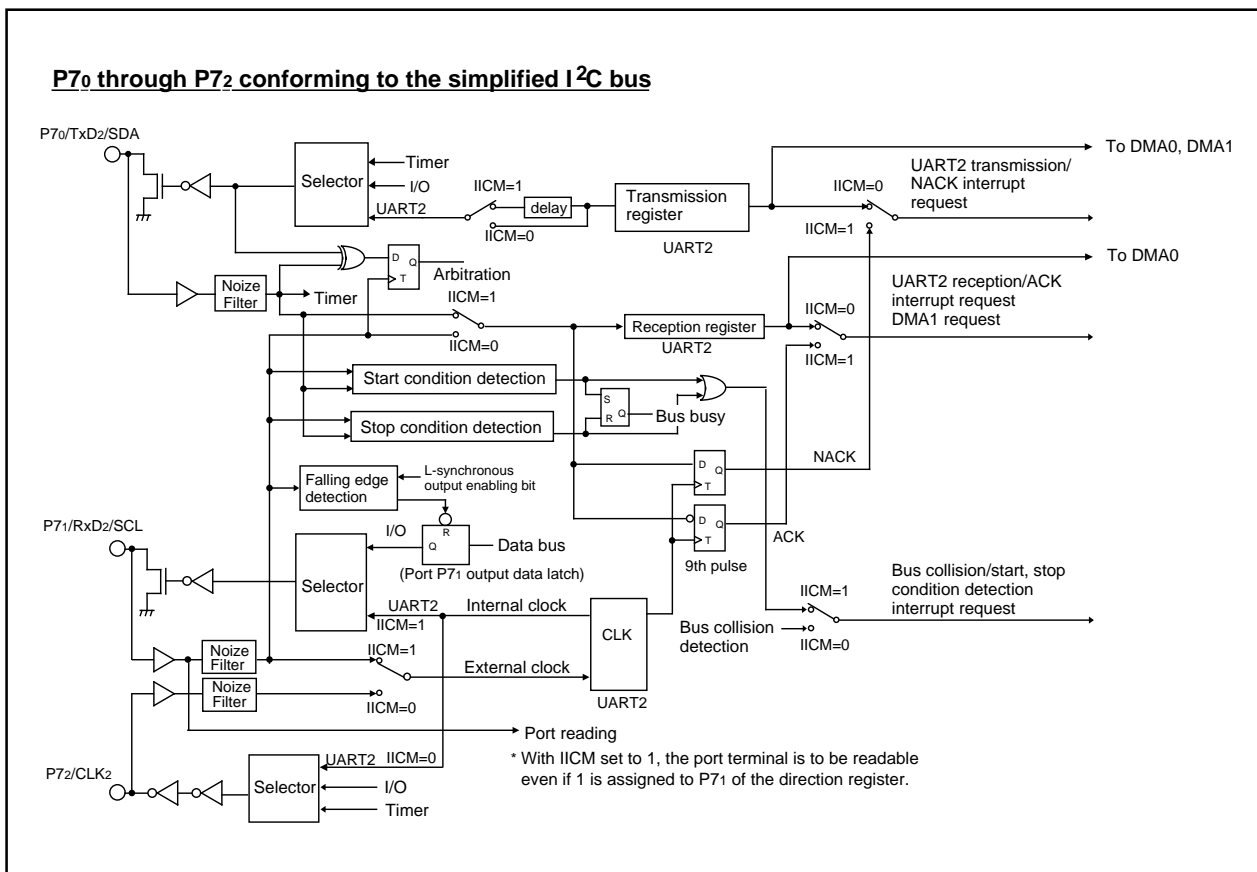 P70 through P72 conforming to the simplified I2C bus
P70/TxD2/SDA
Selector
Timer
I/O
UART2
IICM=1
delay
IICM=0
Transmission
register
UART2
To DMA0, DMA1
IICM=0
IICM=1
UART2 transmission/
NACK interrupt
request
D
Q
T
Arbitration
Noize
Filter
Timer
IICM=1
IICM=0
Reception register
UART2
To DMA0
IICM=0
IICM=1
UART2 reception/ACK
interrupt request
DMA1 request
Start condition detection
Stop condition detection
S
R
Q
Bus busy
Falling edge
detection
L-synchronous
output enabling bit
D
Q
T
NACK
D
Q
T
ACK
9th pulse
P71/RxD2/SCL
Selector
I/O
R
Q
Data bus
(Port P71 output data latch)
UART2
IICM=1
Internal clock
CLK
UART2
External clock
Noize
Filter
IICM=1
IICM=0
Noize
Filter
Bus collision
detection
IICM=1
IICM=0
Bus collision/start, stop
condition detection
interrupt request
Port reading
* With IICM set to 1, the port terminal is to be readable
even if 1 is assigned to P71 of the direction register.
P72/CLK2
Selector
UART2
IICM=0
I/O
Timer